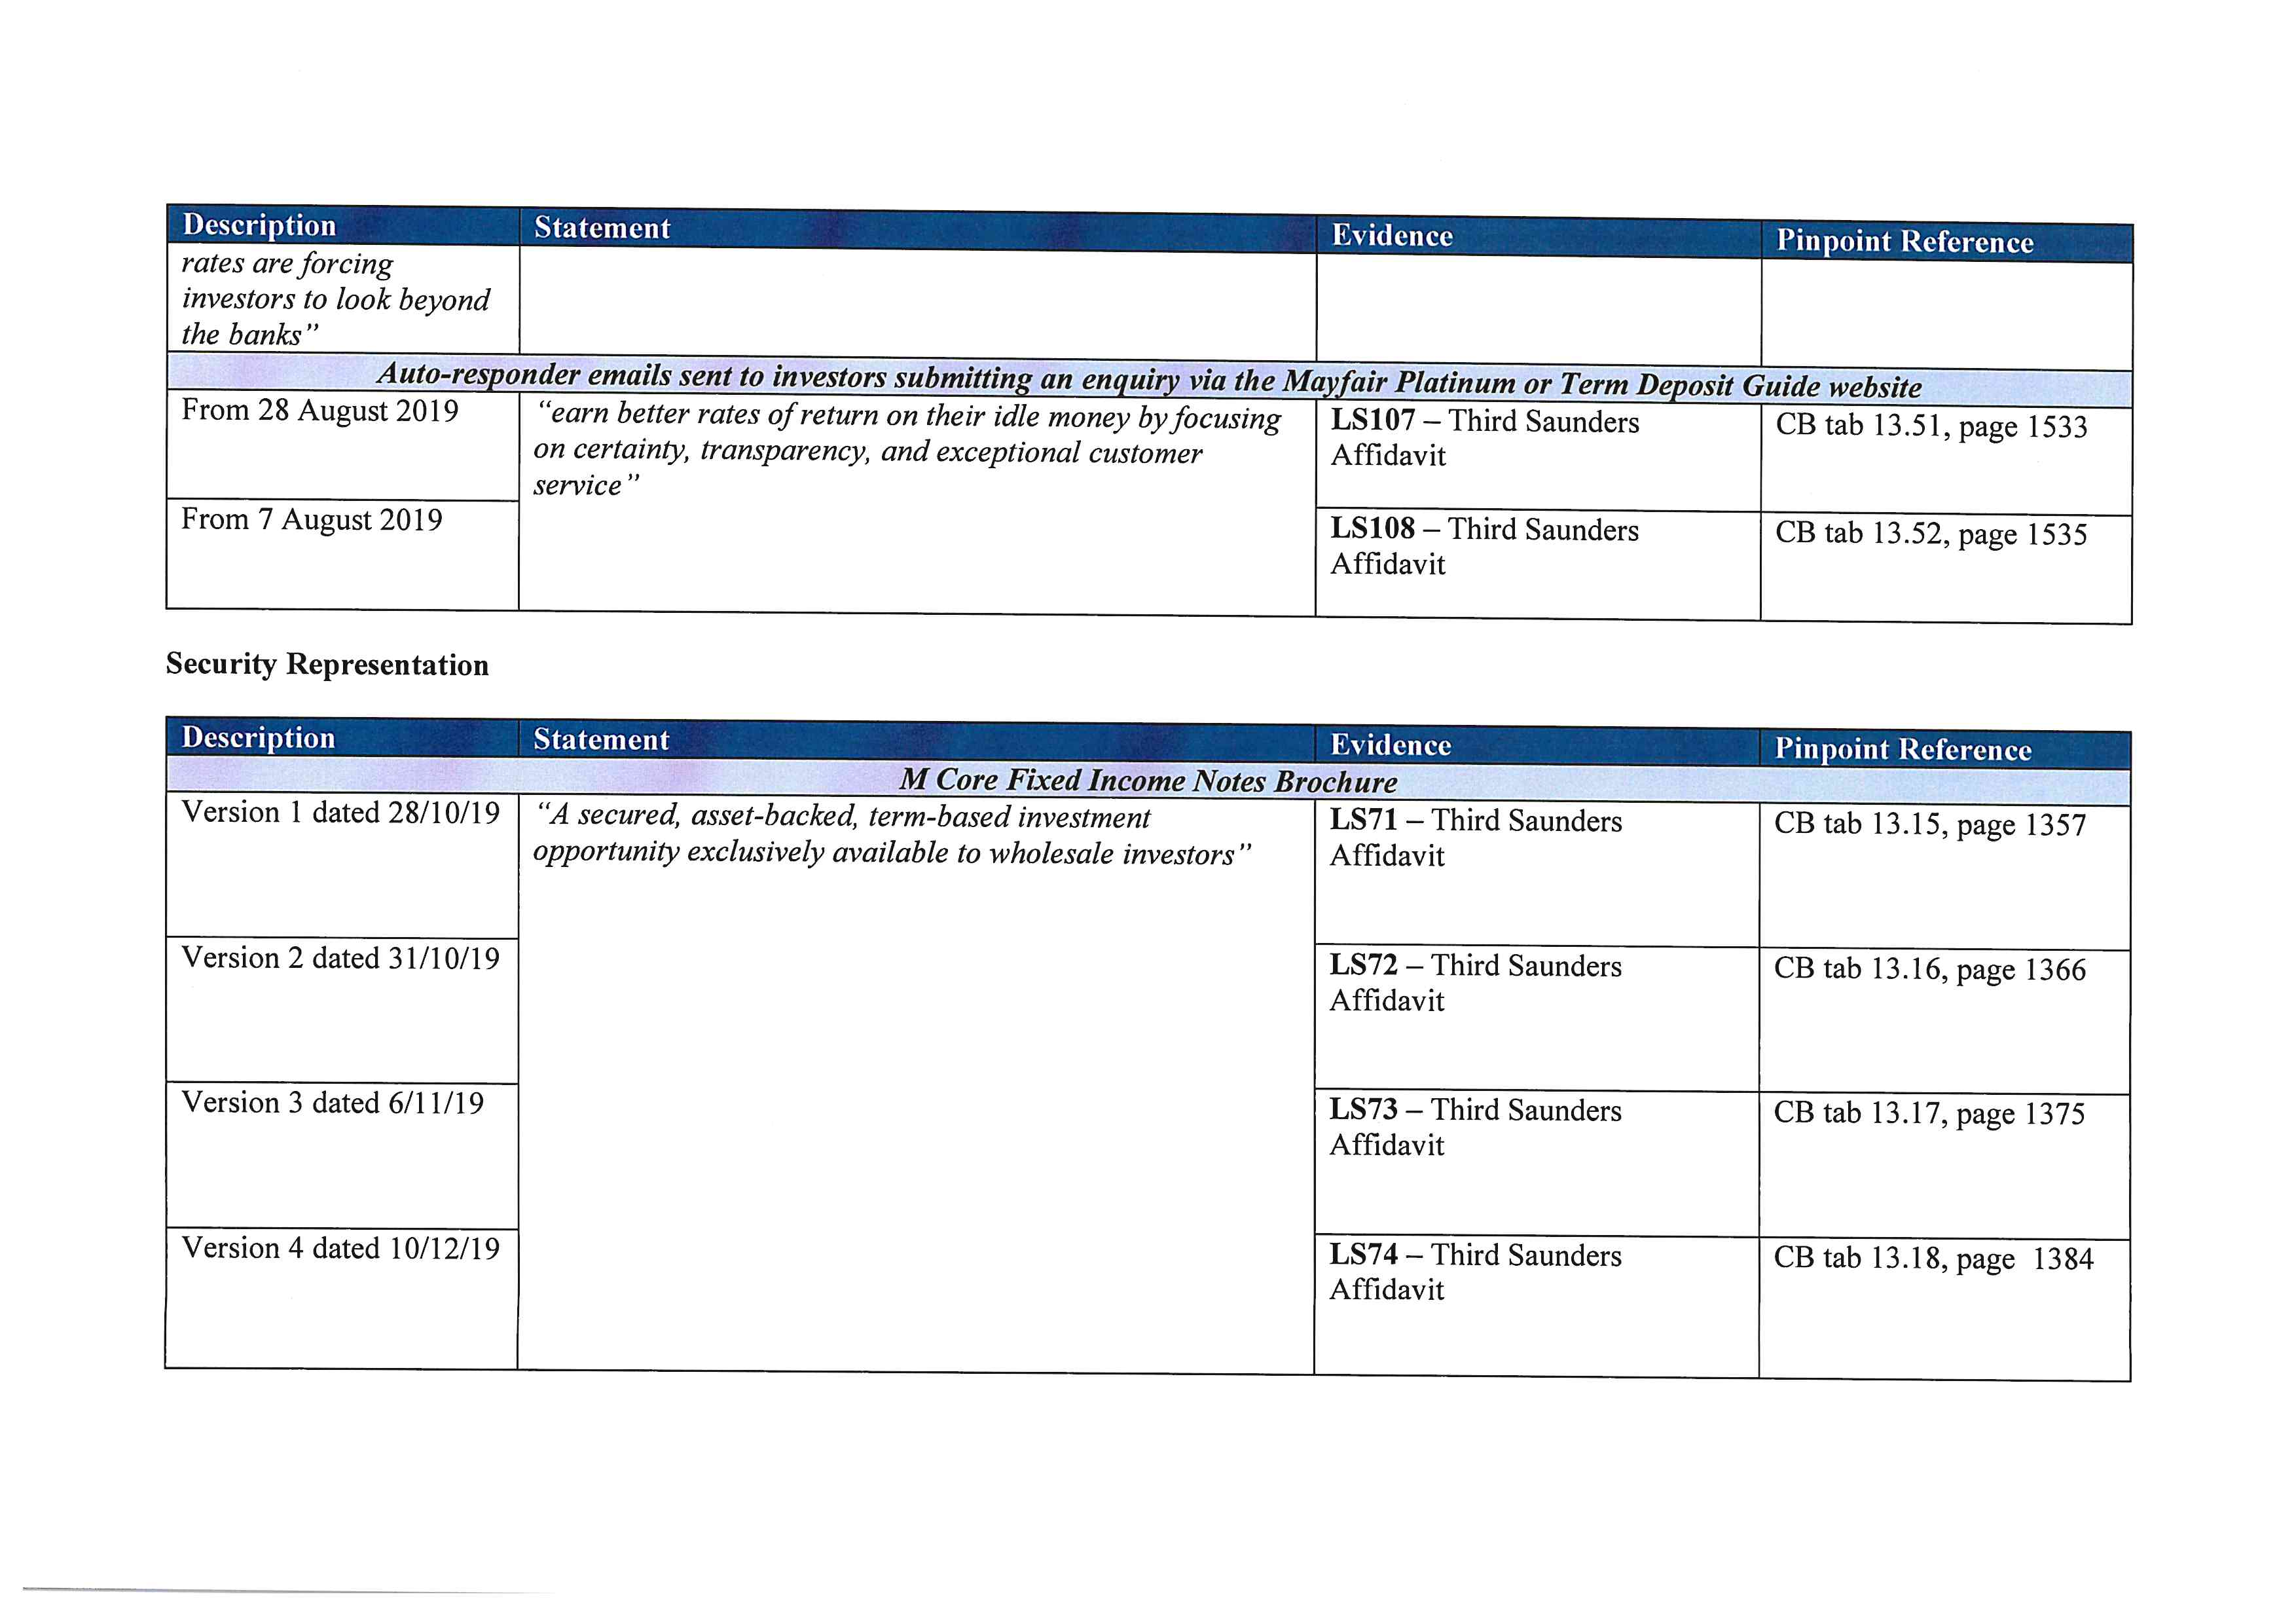 Description Statement Evidence Pinpoint Reference
rates are forcing
investors to look beyond
the banks”
Auto-responder emails sent to investors submitting an enquiry via the Mayfair Platinum or Term Deposit Guide website
From 28 August 2019
“earn better rates of return on their idle money by focusing
on certainty, transparency, and exceptional customer
service”
LS107 – Third Saunders
Affidavit
CB tab 13.51, page 1533
From 7 August 2019
LS108 – Third Saunders
Affidavit
CB tab 13.52, page 1535
Security Representation
Description Statement Evidence Pinpoint Reference
M Core Fixed Income Notes Brochure
Version 1 dated 28/10/19
“A secured, asset-backed, term-based investment
opportunity exclusively available to wholesale investors”
LS71 – Third Saunders
Affidavit
CB tab 13.15, page 1357
Version 2 dated 31/10/19
LS72 – Third Saunders
Affidavit
CB tab 13.16, page 1366
Version 3 dated 6/11/19
LS73 – Third Saunders
Affidavit
CB tab 13.17, page 1375
Version 4 dated 10/12/19
LS74 – Third Saunders
Affidavit
CB tab 13.18, page 1384